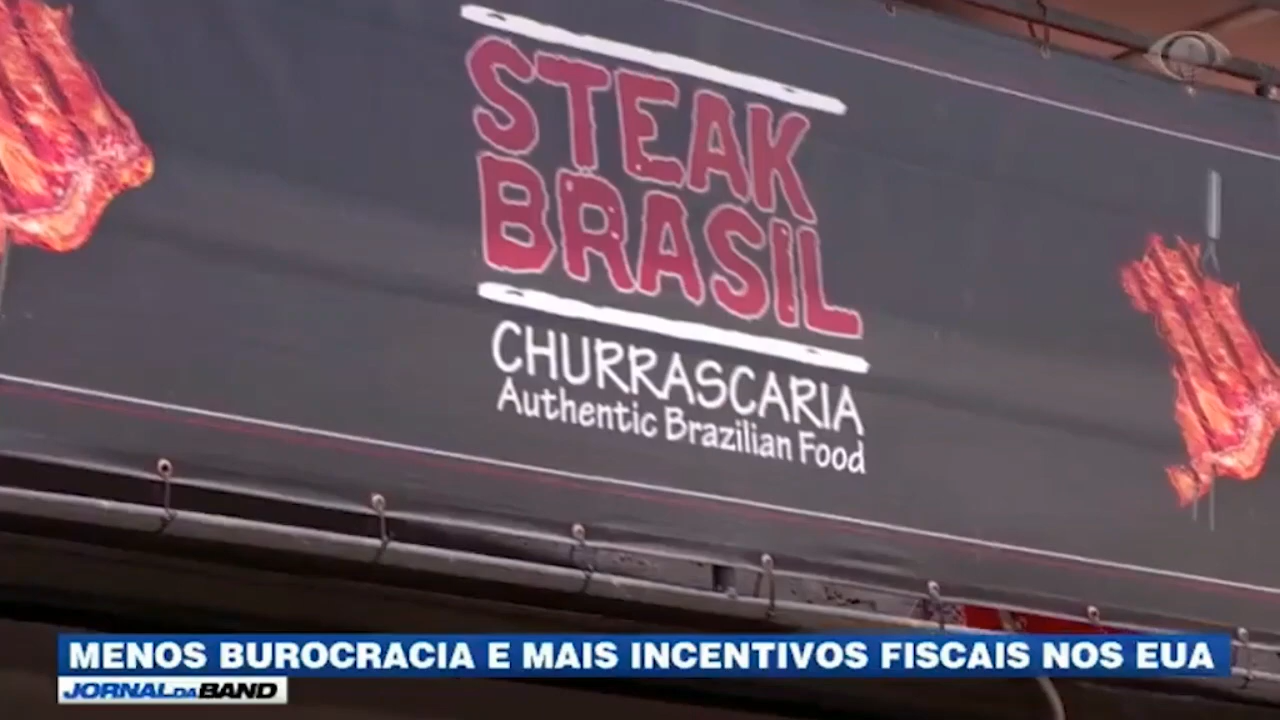 STEAK
BRASIL
CHURRASCARIA
Authentic Brazilian Food
MENOS BUROCRACIA E MAIS INCENTIVOS FISCAIS NOS EUA
JORNAL DA BAND